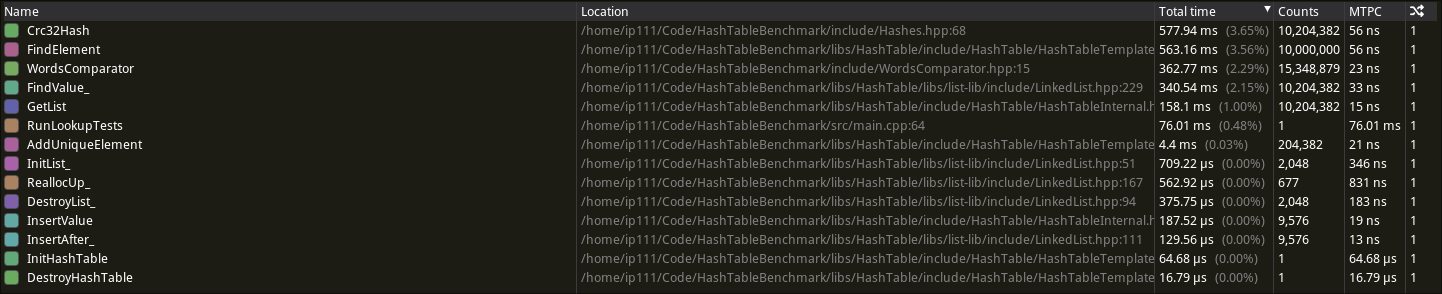 Name Location Total time ▼ Counts MTPC
Crc32Hash /home/ip111/Code/HashTableBenchmark/include/Hashes.hpp:68 577.94 ms (3.65%) 10,204,382 56 ns 1
FindElement /home/ip111/Code/HashTableBenchmark/libs/HashTable/include/HashTable/HashTableTemplate 563.16 ms (3.56%) 10,000,000 56 ns 1
WordsComparator /home/ip111/Code/HashTableBenchmark/include/WordsComparator.hpp:15 362.77 ms (2.29%) 15,348,879 23 ns 1
FindValue_ /home/ip111/Code/HashTableBenchmark/libs/HashTable/libs/list-lib/include/LinkedList.hpp:229 340.54 ms (2.15%) 10,204,382 33 ns 1
GetList /home/ip111/Code/HashTableBenchmark/libs/HashTable/include/HashTable/HashTableInternal.h 158.1 ms (1.00%) 10,204,382 15 ns 1
RunLookupTests /home/ip111/Code/HashTableBenchmark/src/main.cpp:64 76.01 ms (0.48%) 1 76.01 ms 1
AddUniqueElement /home/ip111/Code/HashTableBenchmark/libs/HashTable/include/HashTable/HashTableTemplate 4.4 ms (0.03%) 204,382 21 ns 1
InitList_ /home/ip111/Code/HashTableBenchmark/libs/HashTable/libs/list-lib/include/LinkedList.hpp:51 709.22 μs (0.00%) 2,048 346 ns 1
ReallocUp_ /home/ip111/Code/HashTableBenchmark/libs/HashTable/libs/list-lib/include/LinkedList.hpp:167 562.92 μs (0.00%) 677 831 ns 1
DestroyList_ /home/ip111/Code/HashTableBenchmark/libs/HashTable/libs/list-lib/include/LinkedList.hpp:94 375.75 μs (0.00%) 2,048 183 ns 1
InsertValue /home/ip111/Code/HashTableBenchmark/libs/HashTable/include/HashTable/HashTableInternal.h 187.52 μs (0.00%) 9,576 19 ns 1
InsertAfter_ /home/ip111/Code/HashTableBenchmark/libs/HashTable/libs/list-lib/include/LinkedList.hpp:111 129.56 μs (0.00%) 9,576 13 ns 1
InitHashTable /home/ip111/Code/HashTableBenchmark/libs/HashTable/include/HashTable/HashTableTemplate 64.68 μs (0.00%) 1 64.68 μs 1
DestroyHashTable /home/ip111/Code/HashTableBenchmark/libs/HashTable/include/HashTable/HashTableTemplate 16.79 μs (0.00%) 1 16.79 μs 1